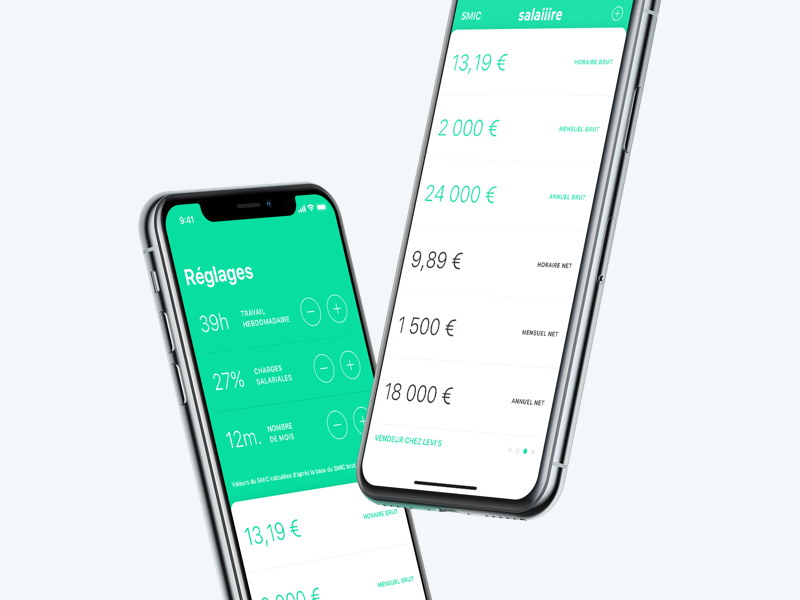 SMIC
salaiiire
13,19 €
HORAIRE BRUT
2 000 €
MENSUEL BRUT
24 000 €
ANNUEL BRUT
9,89 €
HORAIRE NET
1 500 €
MENSUEL NET
18 000 €
ANNUEL NET
VENDEUR CHEZ LEVI'S
9:41
Réglages
39h
TRAVAIL
HEBDOMADAIRE
27%
CHARGES
SALARIALES
12m.
NOMBRE
DE MOIS
Valeurs du SMIC calculées d'après la base du SMIC brut
13,19 €
HORAIRE BRUT
MENSUEL BRUT